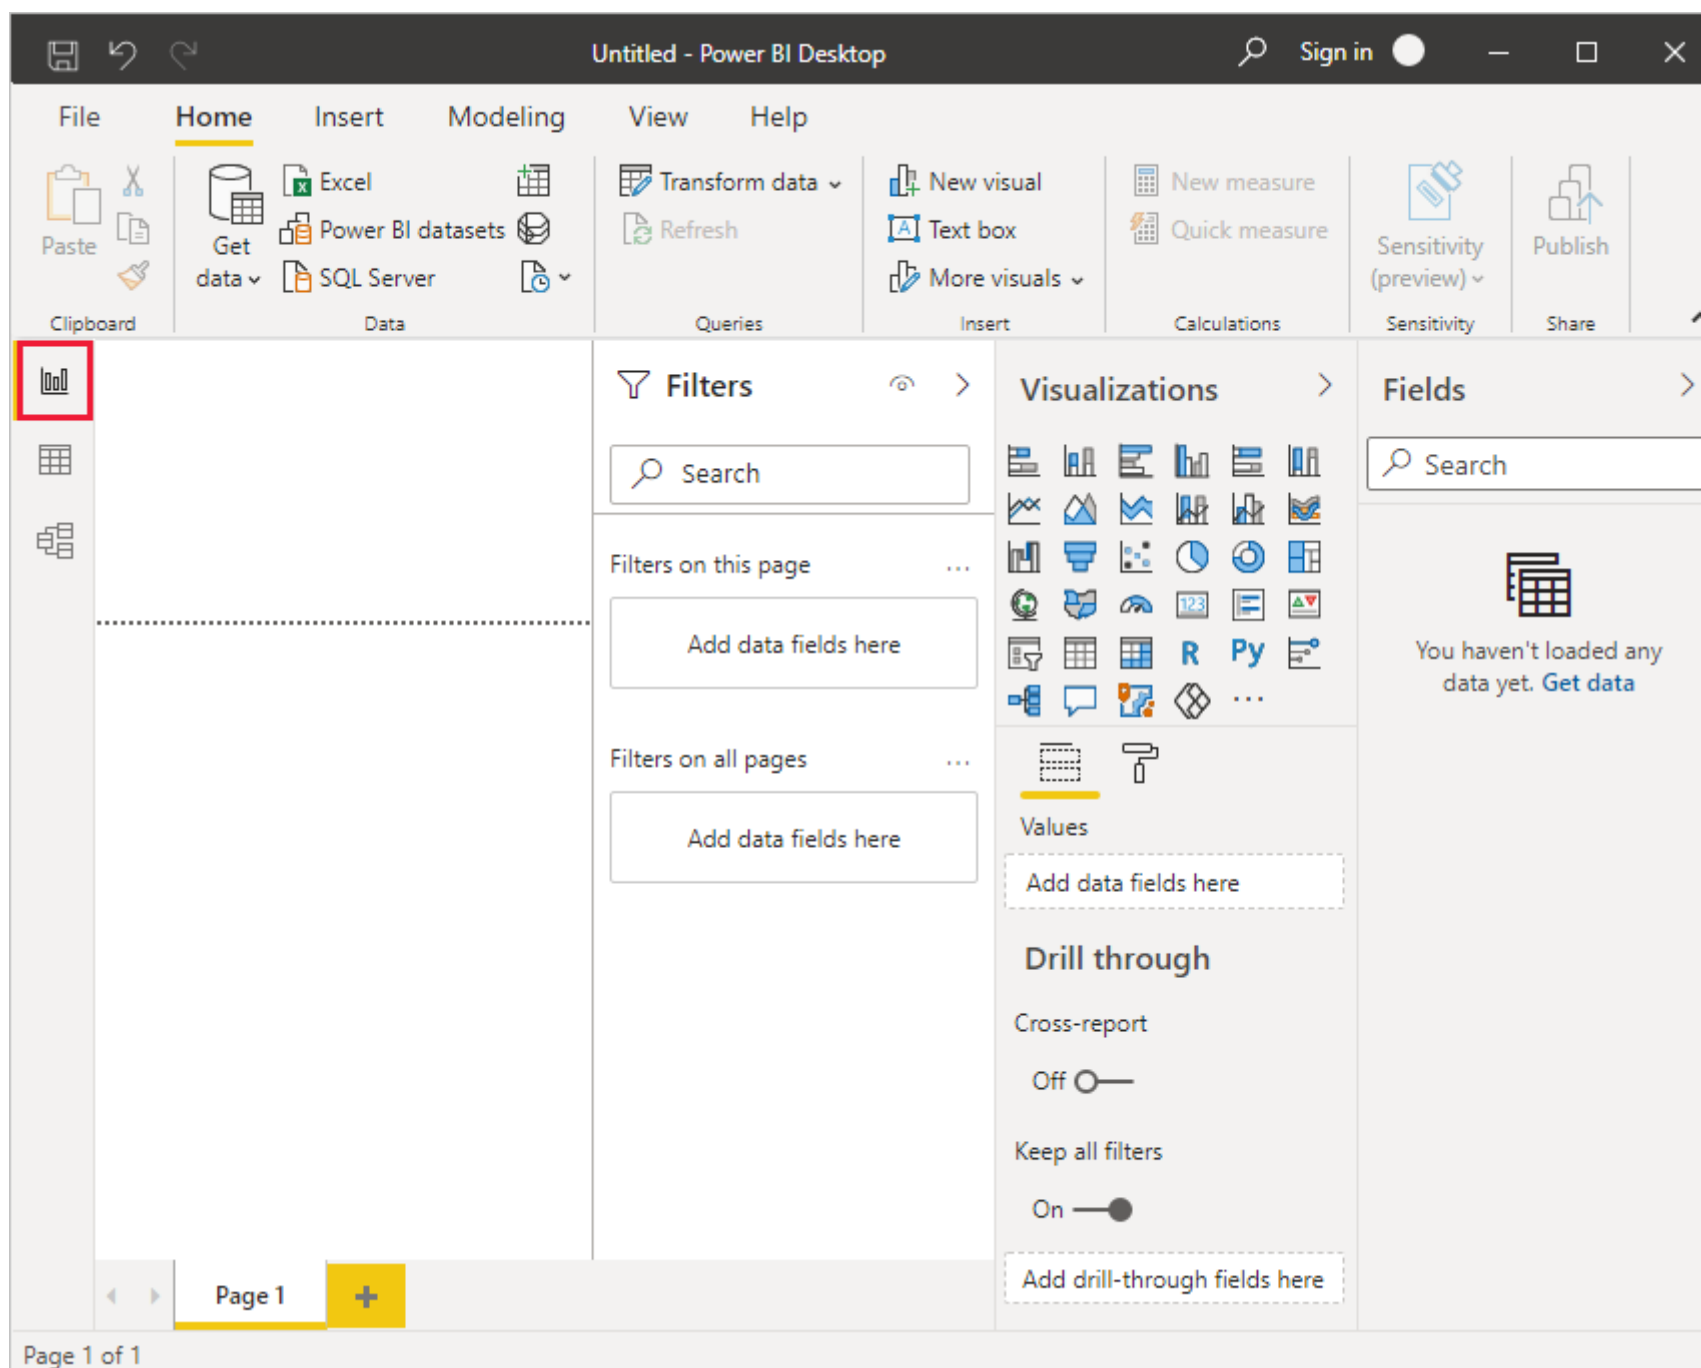 Untitled - Power BI Desktop
Sign in
File Home Insert Modeling View Help
Paste
Clipboard
Get
data
Excel
Power BI datasets
SQL Server
Data
Transform data
Refresh
Queries
New visual
Text box
More visuals
Insert
New measure
Quick measure
Calculations
Sensitivity
(preview)
Sensitivity
Publish
Share
Filters
Search
Filters on this page
...
Add data fields here
Filters on all pages
...
Add data fields here
Visualizations
123
R
Py
...
Values
Add data fields here
Drill through
Cross-report
Off
Keep all filters
On
Add drill-through fields here
Fields
Search
You haven't loaded any
data yet. Get data
Page 1
+
Page 1 of 1